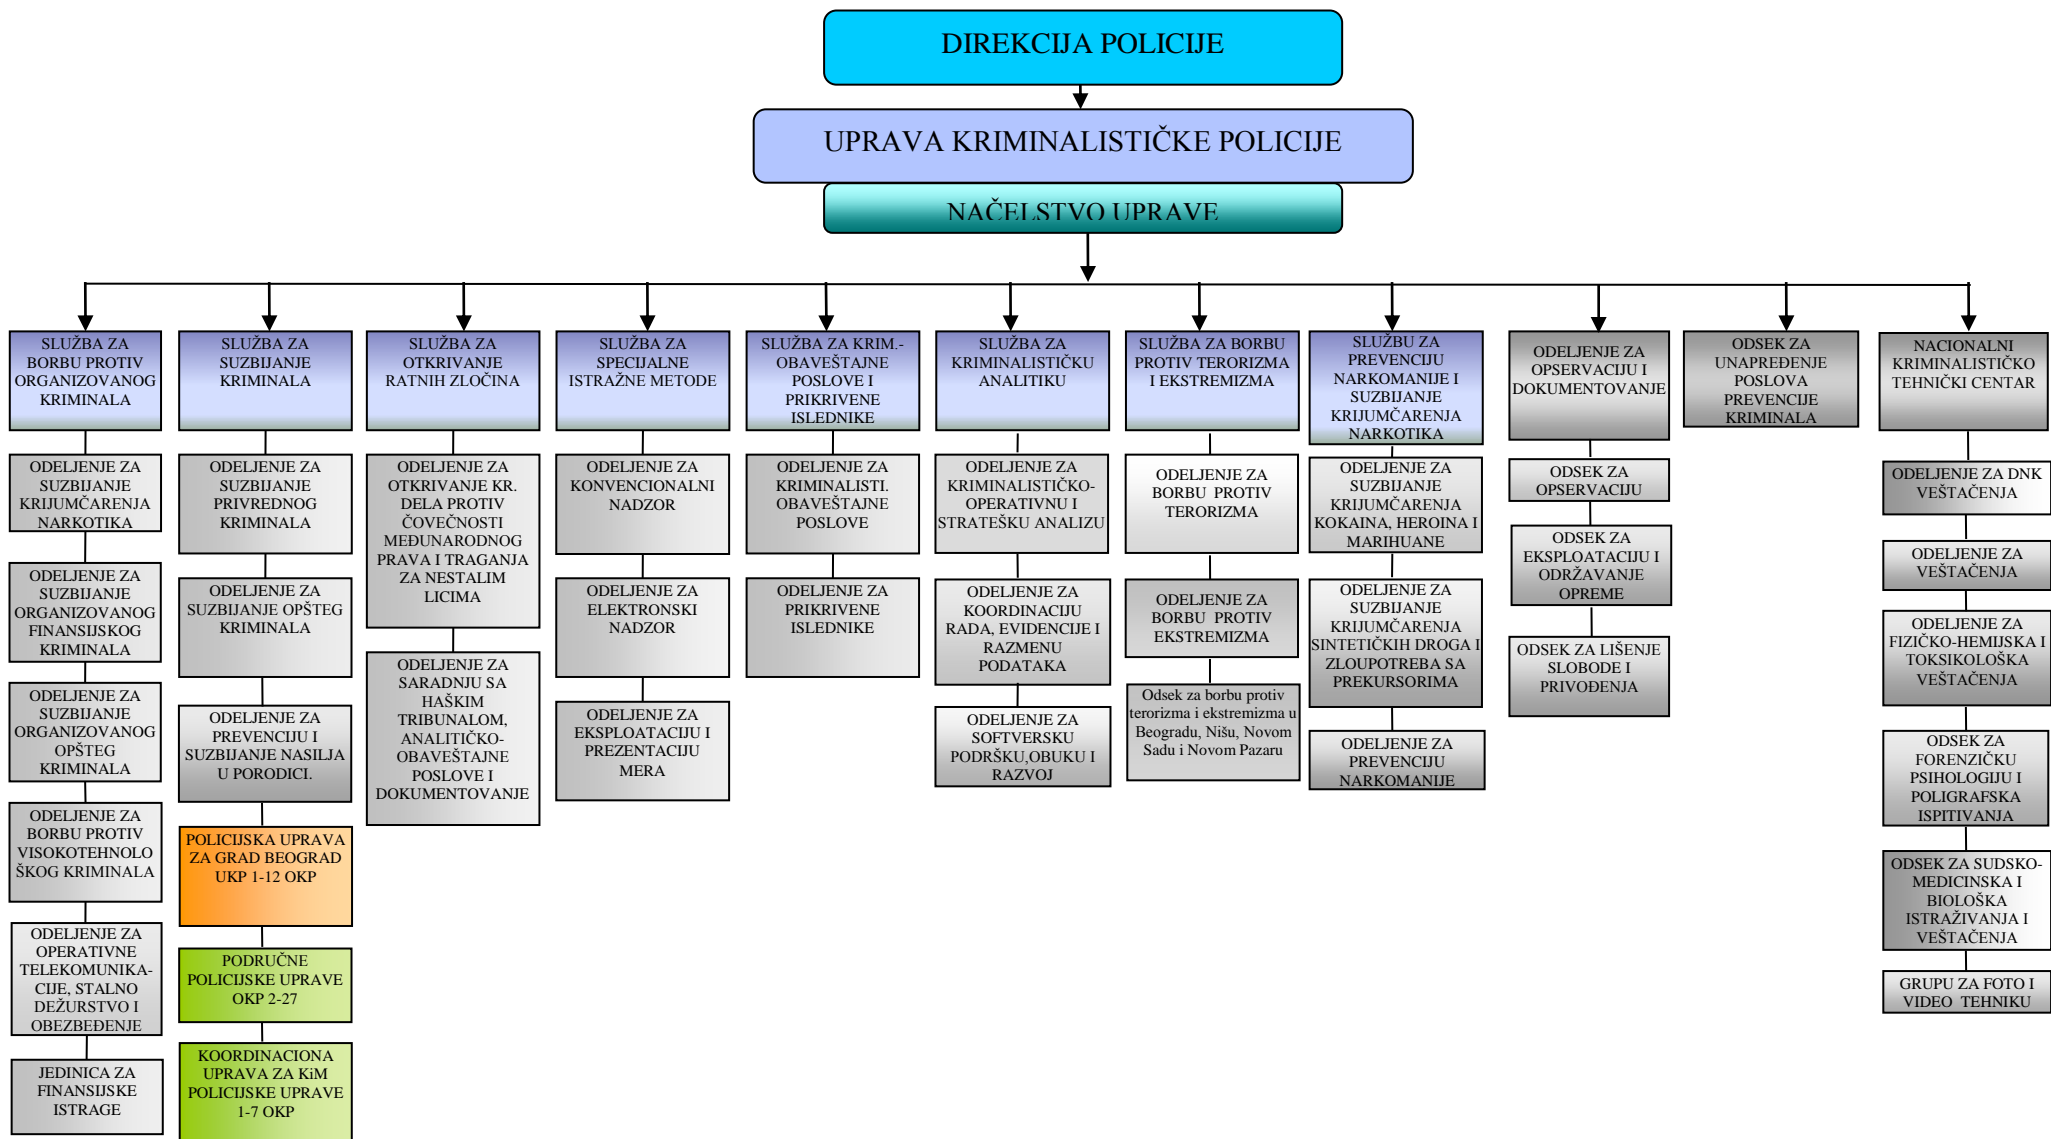 DIREKCIJA POLICIJE
UPRAVA KRIMINALISTIČKE POLICIJE
NAČELSTVO UPRAVE
SLUŽBA ZA
BORBU PROTIV
ORGANIZOVANOG
KRIMINALA
ODELJENJE ZA
SUZBIJANJE
KRIJUMČARENJA
NARKOTIKA
ODELJENJE ZA
SUZBIJANJE
ORGANIZOVANOG
FINANSIJSKOG
KRIMINALA
ODELJENJE ZA
SUZBIJANJE
ORGANIZOVANOG
OPŠTEG
KRIMINALA
ODELJENJE ZA
BORBU PROTIV
VISOKOTEHNOLO
ŠKOG KRIMINALA
ODELJENJE ZA
OPERATIVNE
TELEKOMUNIKA-
CIJE, STALNO
DEŽURSTVO I
OBEZBEĐENJE
JEDINICA ZA
FINANSIJSKE
ISTRAGE
SLUŽBA ZA
SUZBIJANJE
KRIMINALA
ODELJENJE ZA
SUZBIJANJE
PRIVREDNOG
KRIMINALA
ODELJENJE ZA
SUZBIJANJE OPŠTEG
KRIMINALA
ODELJENJE ZA
PREVENCIJU I
SUZBIJANJE NASILJA
U PORODICI.
POLICIJSKA UPRAVA
ZA GRAD BEOGRAD
UKP 1-12 OKP
PODRUČNE
POLICIJSKE UPRAVE
OKP 2-27
KOORDINACIONA
UPRAVA ZA KiM
POLICIJSKE UPRAVE
1-7 OKP
SLUŽBA ZA
OTKRIVANJE
RATNIH ZLOČINA
ODELJENJE ZA
OTKRIVANJE KR.
DELA PROTIV
ČOVEČNOSTI
MEĐUNARODNOG
PRAVA I TRAGANJA
ZA NESTALIM
LICIMA
ODELJENJE ZA
SARADNJU SA
HAŠKIM
TRIBUNALOM,
ANALITIČKO-
OBAVEŠTAJNE
POSLOVE I
DOKUMENTOVANJE
SLUŽBA ZA
SPECIJALNE
ISTRAŽNE METODE
ODELJENJE ZA
KONVENCIONALNI
NADZOR
ODELJENJE ZA
ELEKTRONSKI
NADZOR
ODELJENJE ZA
EKSPLOATACIJU I
PREZENTACIJU
MERA
SLUŽBA ZA KRIM.-
OBAVEŠTAJNE
POSLOVE I
PRIKRIVENE
ISLEDNIKE
ODELJENJE ZA
KRIMINALISTI.
OBAVEŠTAJNE
POSLOVE
ODELJENJE ZA
PRIKRIVENE
ISLEDNIKE
SLUŽBA ZA
KRIMINALISTIČKU
ANALITIKU
ODELJENJE ZA
KRIMINALISTIČKO-
OPERATIVNU I
STRATEŠKU ANALIZU
ODELJENJE ZA
KOORDINACIJU
RADA, EVIDENCIJE I
RAZMENU
PODATAKA
ODELJENJE ZA
SOFTVERSKU
PODRŠKU,OBUKU I
RAZVOJ
SLUŽBA ZA BORBU
PROTIV TERORIZMA
I EKSTREMIZMA
ODELJENJE ZA
BORBU PROTIV
TERORIZMA
ODELJENJE ZA
BORBU PROTIV
EKSTREMIZMA
Odsek za borbu protiv
terorizma i ekstremizma u
Beogradu, Nišu, Novom
Sadu i Novom Pazaru
SLUŽBU ZA
PREVENCIJU
NARKOMANIJE I
SUZBIJANJE
KRIJUMČARENJA
NARKOTIKA
ODELJENJE ZA
SUZBIJANJE
KRIJUMČARENJA
KOKAINA, HEROINA I
MARIHUANE
ODELJENJE ZA
SUZBIJANJE
KRIJUMČARENJA
SINTETIČKIH DROGA I
ZLOUPOTREBA SA
PREKURSORIMA
ODELJENJE ZA
PREVENCIJU
NARKOMANIJE
ODELJENJE ZA
OPSERVACIJU I
DOKUMENTOVANJE
ODSEK ZA
OPSERVACIJU
ODSEK ZA
EKSPLOATACIJU I
ODRŽAVANJE
OPREME
ODSEK ZA LIŠENJE
SLOBODE I
PRIVOĐENJA
ODSEK ZA
UNAPREĐENJE
POSLOVA
PREVENCIJE
KRIMINALA
NACIONALNI
KRIMINALISTIČKO
TEHNIČKI CENTAR
ODELJENJE ZA DNK
VEŠTAČENJA
ODELJENJE ZA
VEŠTAČENJA
ODELJENJE ZA
FIZIČKO-HEMIJSKA I
TOKSIKOLOŠKA
VEŠTAČENJA
ODSEK ZA
FORENZIČKU
PSIHOLOGIJU I
POLIGRAFSKA
ISPITIVANJA
ODSEK ZA SUDSKO-
MEDICINSKA I
BIOLOŠKA
ISTRAŽIVANJA I
VEŠTAČENJA
GRUPU ZA FOTO I
VIDEO TEHNIKU